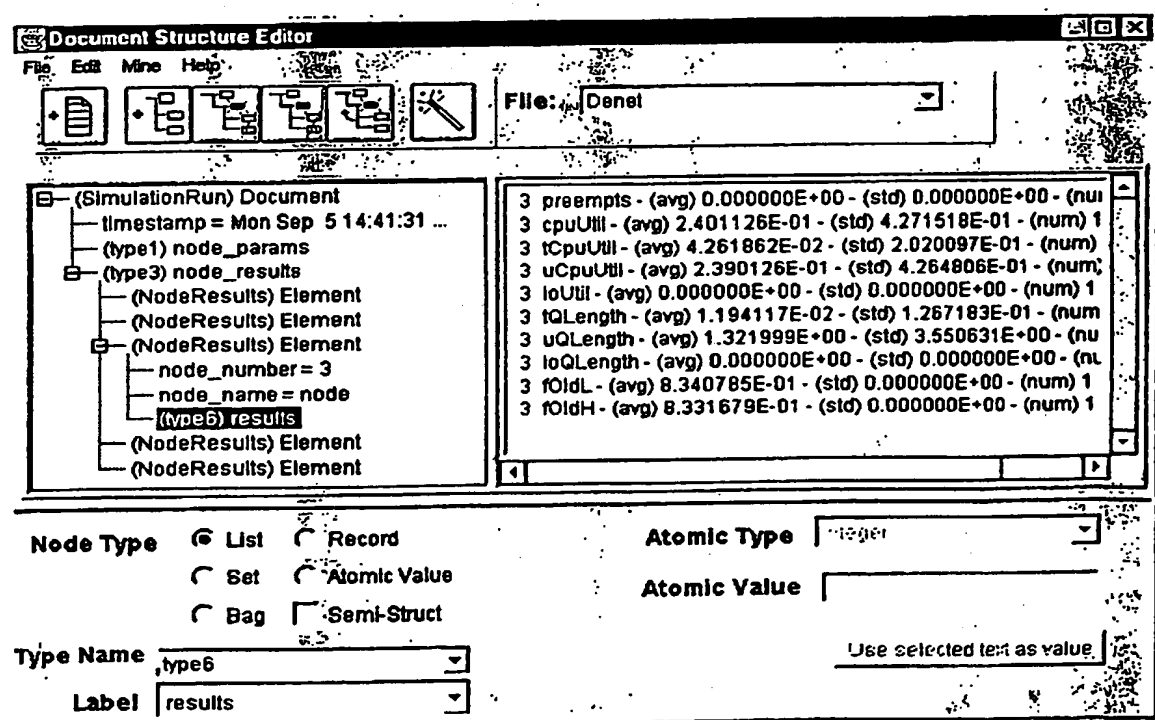 Document Structure Editor
File Edit Mine Help
File: Denet
(SimulationRun) Document
timestamp = Mon Sep 5 14:41:31 ...
(type1) node_params
(type3) node_results
(NodeResults) Element
(NodeResults) Element
(NodeResults) Element
node_number = 3
node_name = node
(type6) results
(NodeResults) Element
(NodeResults) Element
3 preempts - (avg) 0.000000E+00 - (std) 0.000000E+00 - (nu
3 cpuUtil - (avg) 2.401126E-01 - (std) 4.271518E-01 - (num) 1
3 tCpuUtil - (avg) 4.261862E-02 - (std) 2.020097E-01 - (num)
3 uCpuUtil - (avg) 2.390126E-01 - (std) 4.264806E-01 - (num)
3 ioUtil - (avg) 0.000000E+00 - (std) 0.000000E+00 - (num) 1
3 tQLength - (avg) 1.194117E-02 - (std) 1.267183E-01 - (num
3 uQLength - (avg) 1.321999E+00 - (std) 3.550631E+00 - (nu
3 ioQLength - (avg) 0.000000E+00 - (std) 0.000000E+00 - (nu
3 fOldL - (avg) 8.340785E-01 - (std) 0.000000E+00 - (num) 1
3 fOldH - (avg) 8.331679E-01 - (std) 0.000000E+00 - (num) 1
Node Type List Record
Set Atomic Value
Bag Semi-Struct
Type Name type6
Label results
Atomic Type Integer
Atomic Value
Use selected text as value